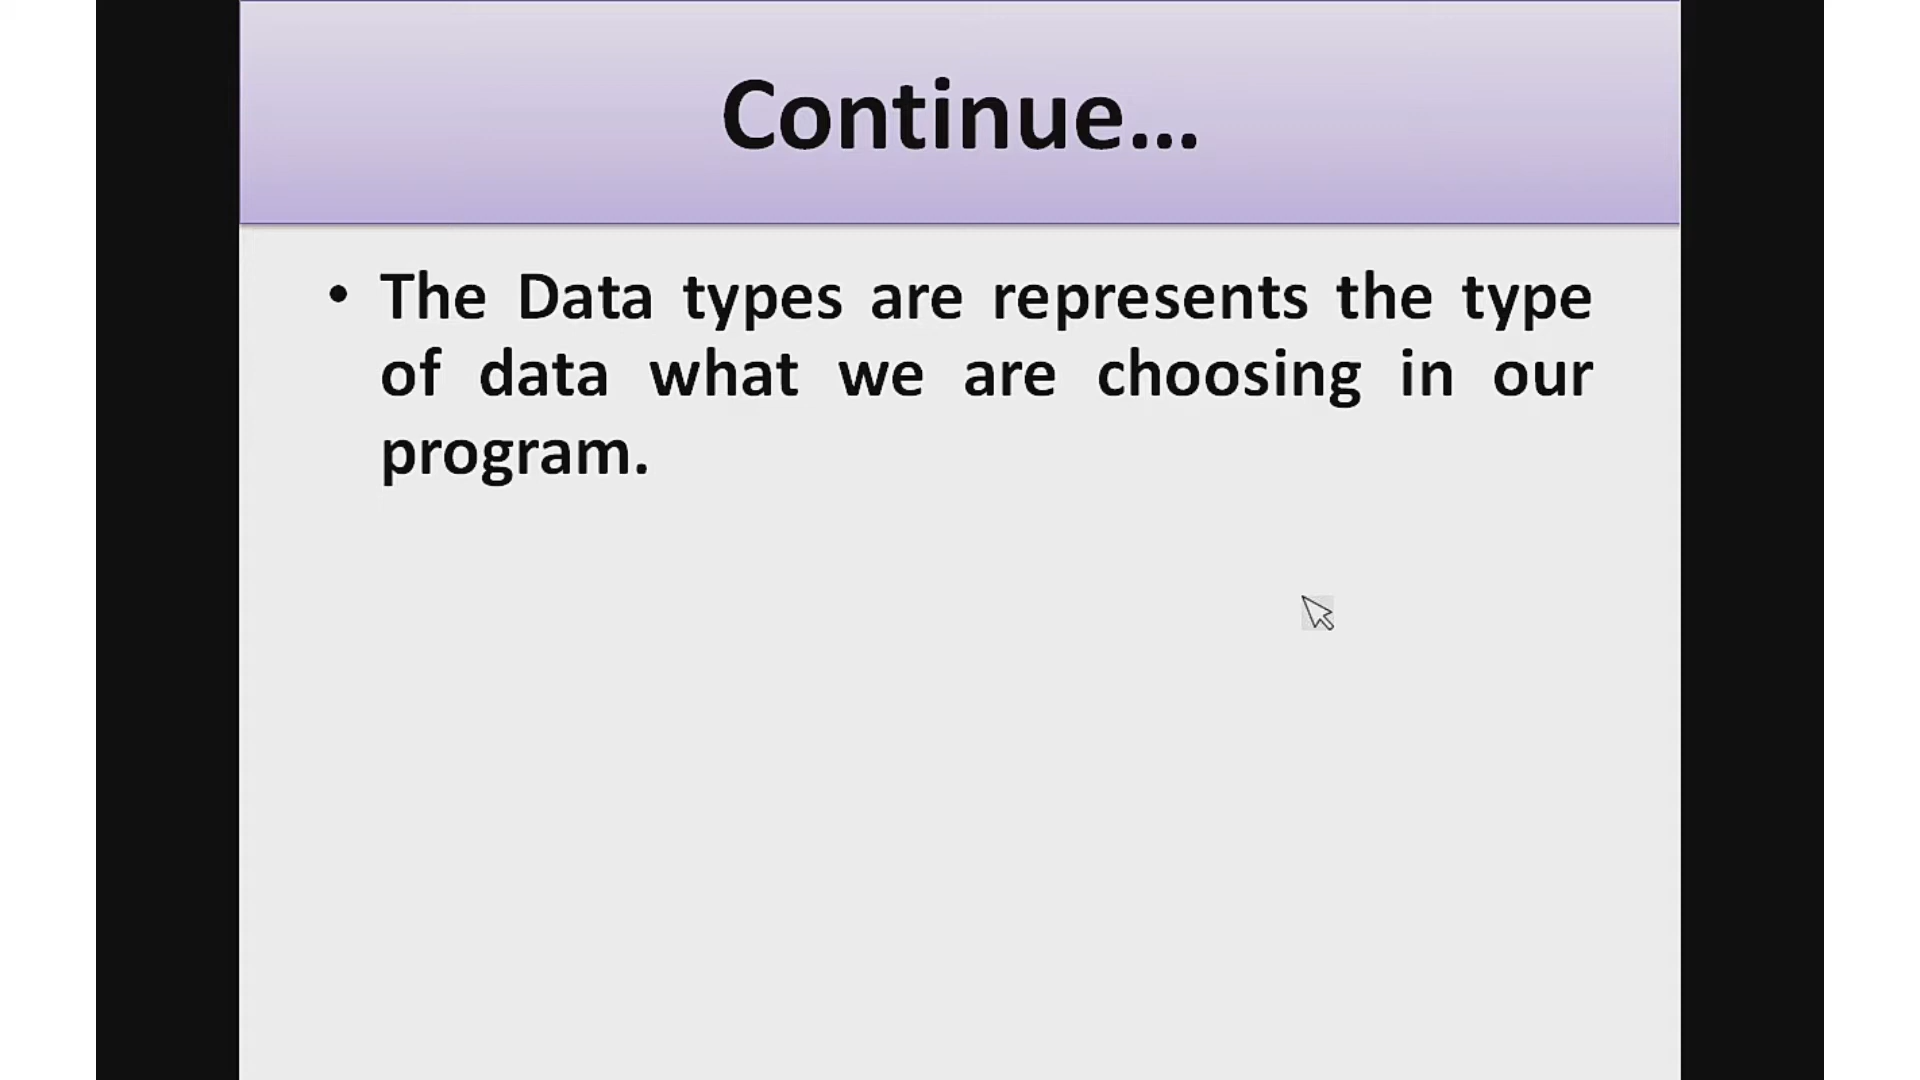 Continue...
• The Data types are represents the type
of data what we are choosing in our
program.